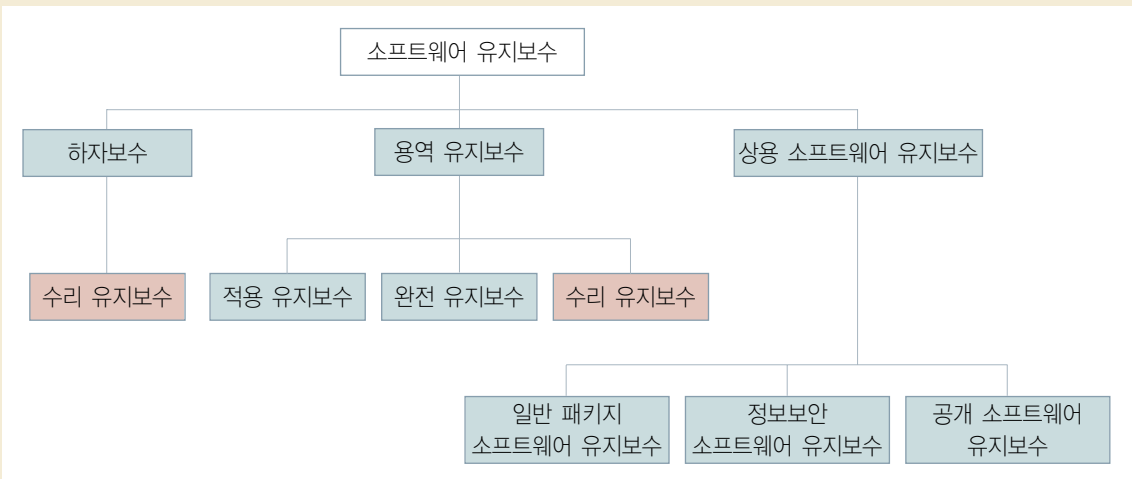 소프트웨어 유지보수
하자보수
용역 유지보수
상용 소프트웨어 유지보수
수리 유지보수
적용 유지보수
완전 유지보수
수리 유지보수
일반 패키지
소프트웨어 유지보수
정보보안
소프트웨어 유지보수
공개 소프트웨어
유지보수